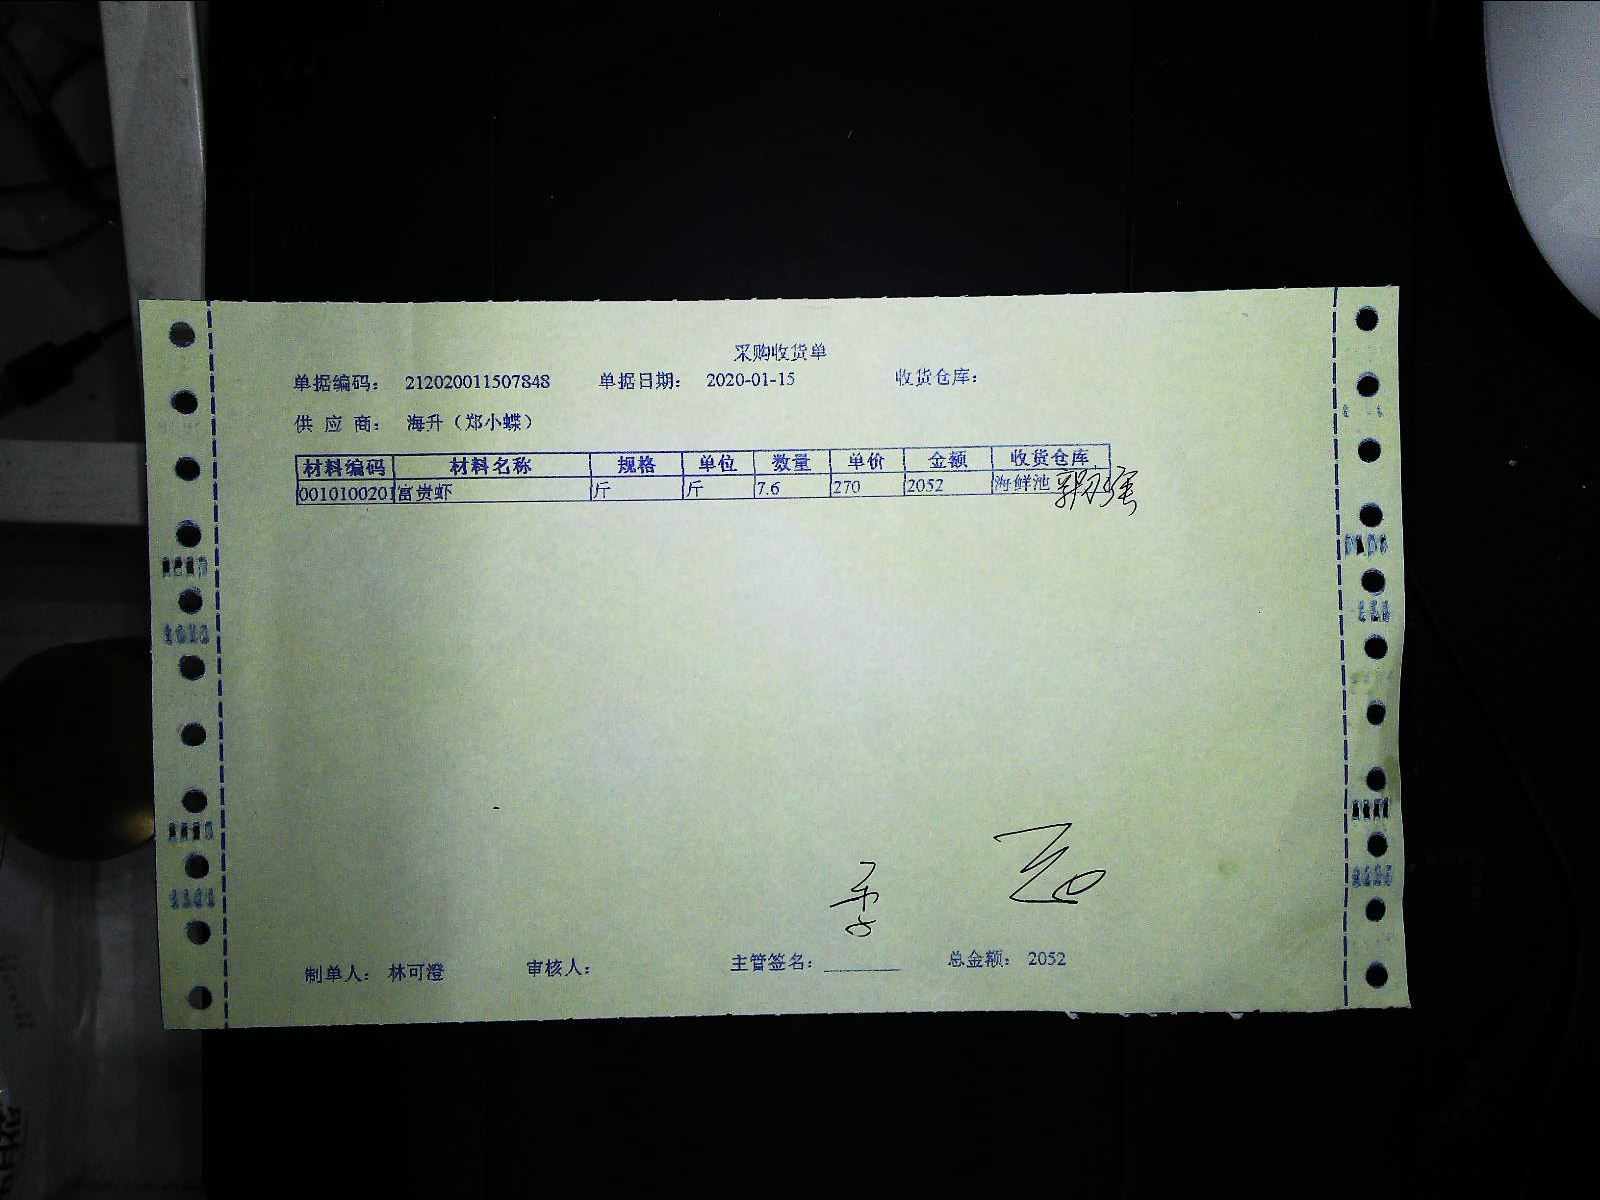 采购收货单
单据编码： 212020011507848 单据日期： 2020-01-15 收货仓库：
供 应 商： 海升（郑小蝶）
材料编码 材料名称 规格 单位 数量 单价 金额 收货仓库
0010100201 富贵虾 斤 斤 7.6 270 2052 海鲜池
制单人： 林可澄 审核人： 主管签名： 总金额： 2052